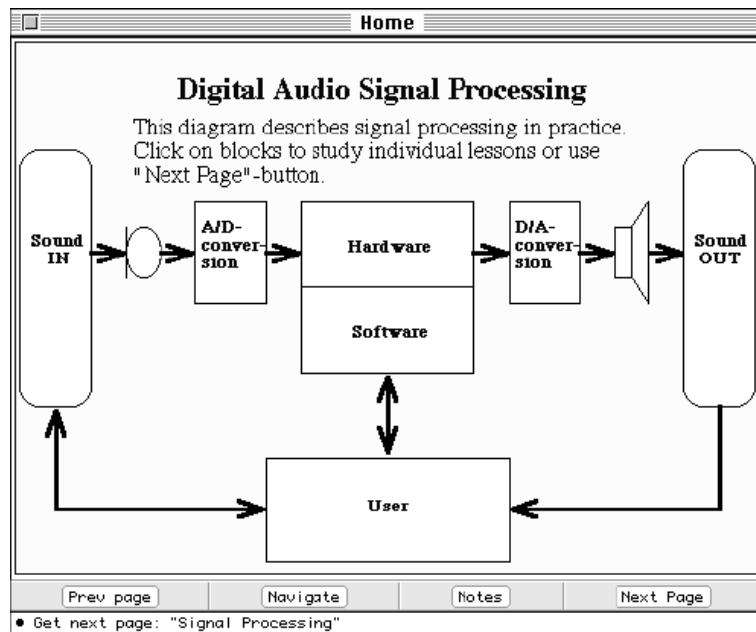 Home
Digital Audio Signal Processing
This diagram describes signal processing in practice.
Click on blocks to study individual lessons or use
"Next Page"-button.
Sound
IN
A/D-
conver-
sion
Hardware
Software
D/A-
conver-
sion
Sound
OUT
User
Prev page
Navigate
Notes
Next Page
● Get next page: "Signal Processing"